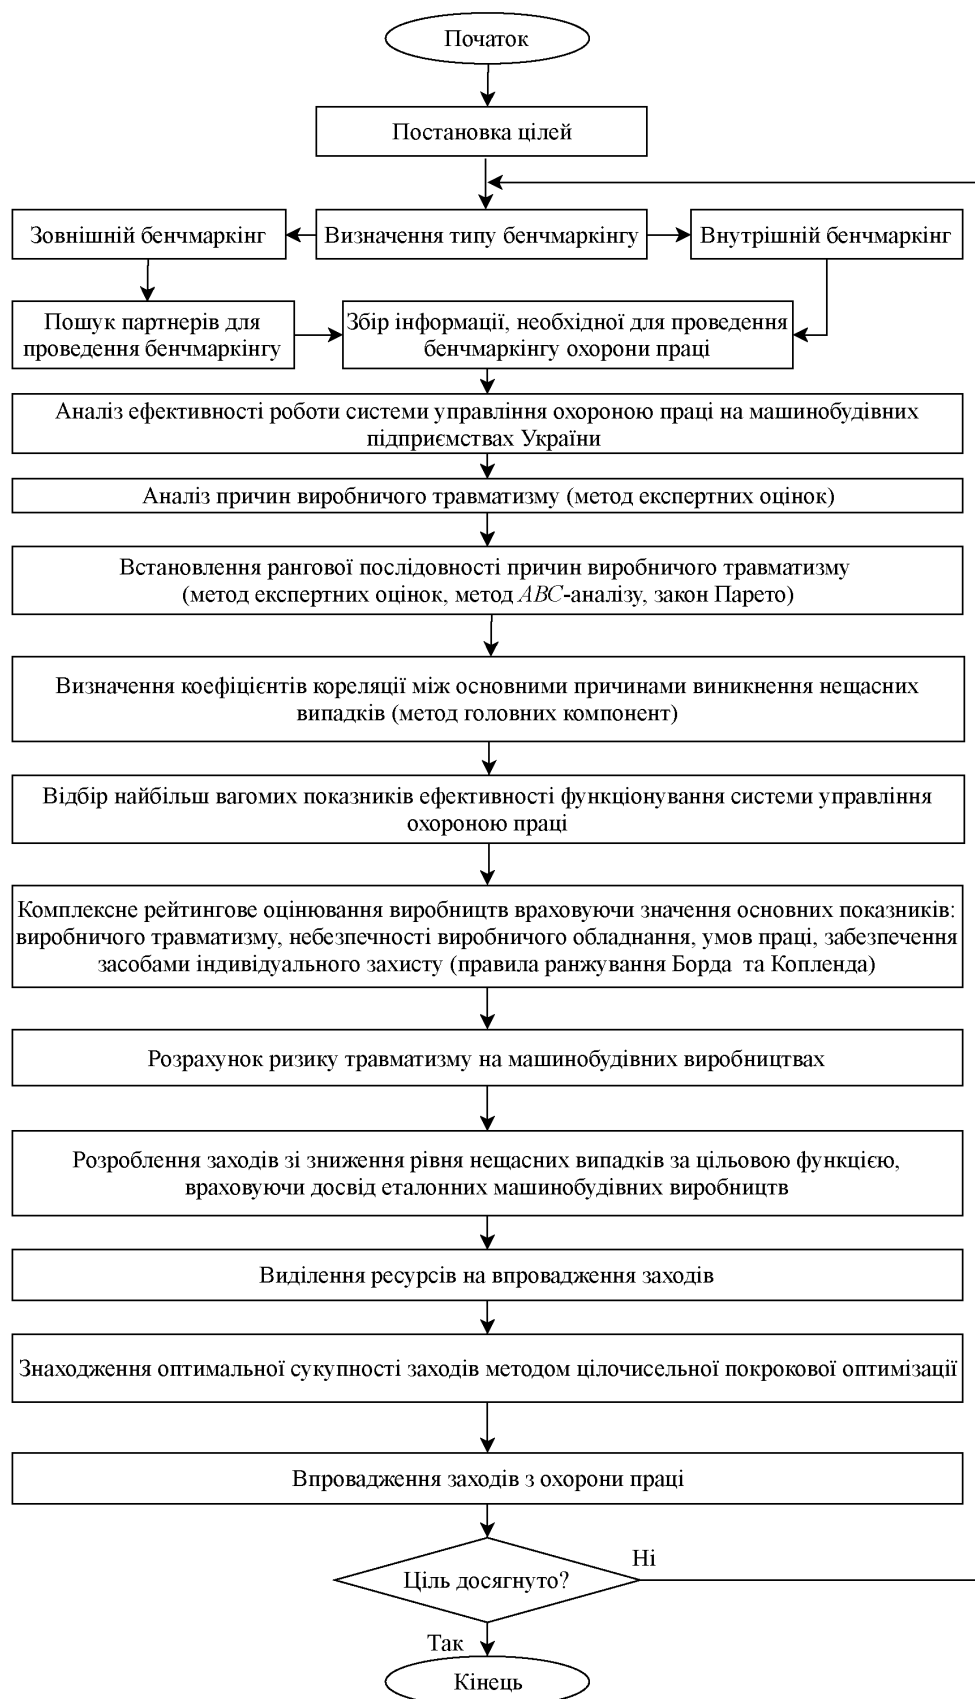 Початок
Постановка цілей
Зовнішній бенчмаркінг
Визначення типу бенчмаркінгу
Внутрішній бенчмаркінг
Пошук партнерів для
проведення бенчмаркінгу
Збір інформації, необхідної для проведення
бенчмаркінгу охорони праці
Аналіз ефективності роботи системи управління охороною праці на машинобудівних
підприємствах України
Аналіз причин виробничого травматизму (метод експертних оцінок)
Встановлення рангової послідовності причин виробничого травматизму
(метод експертних оцінок, метод ABC-аналізу, закон Парето)
Визначення коефіцієнтів кореляції між основними причинами виникнення нещасних
випадків (метод головних компонент)
Відбір найбільш вагомих показників ефективності функціонування системи управління
охороною праці
Комплексне рейтингове оцінювання виробництв враховуючи значення основних показників:
виробничого травматизму, небезпечності виробничого обладнання, умов праці, забезпечення
засобами індивідуального захисту (правила ранжування Борда та Копленда)
Розрахунок ризику травматизму на машинобудівних виробництвах
Розроблення заходів зі зниження рівня нещасних випадків за цільовою функцією,
враховуючи досвід еталонних машинобудівних виробництв
Виділення ресурсів на впровадження заходів
Знаходження оптимальної сукупності заходів методом цілочисельної покрокової оптимізації
Впровадження заходів з охорони праці
Ціль досягнуто?
Ні
Так
Кінець